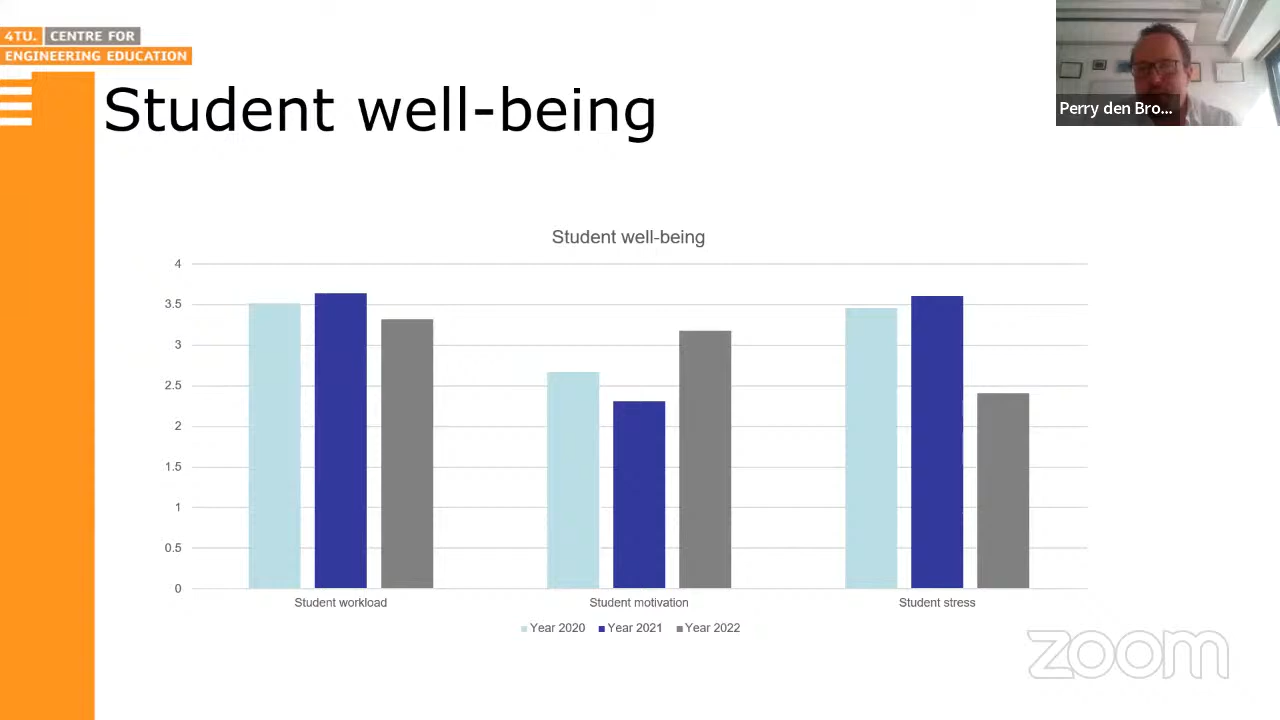 4TU. CENTRE FOR
ENGINEERING EDUCATION
Perry den Bro...
Student well-being
Student well-being
4
3.5
3
2.5
2
1.5
1
0.5
0
Student workload
Student motivation
Student stress
Year 2020
Year 2021
Year 2022
zoom